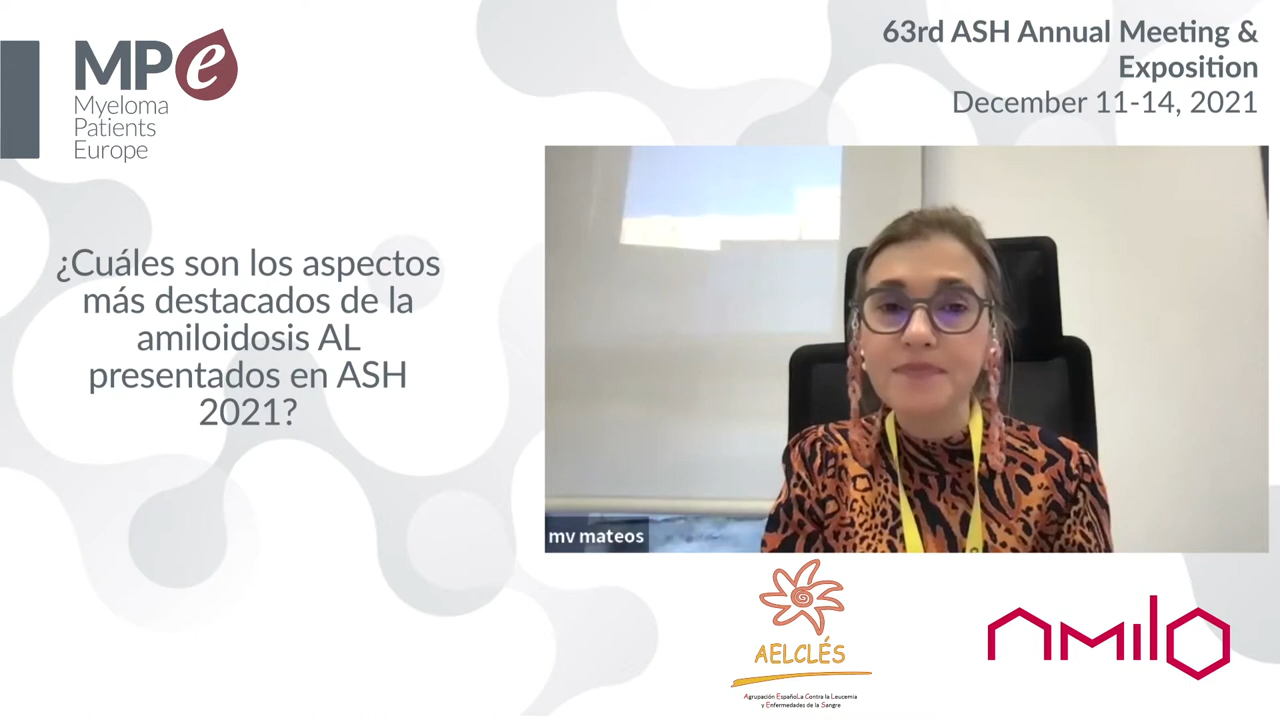 MPe
Myeloma
Patients
Europe
63rd ASH Annual Meeting &
Exposition
December 11-14, 2021
¿Cuáles son los aspectos
más destacados de la
amiloidosis AL
presentados en ASH
2021?
mv mateos
AELCLÉS
Agrupación EspañoLa Contra la Leucemia
y Enfermedades de la Sangre
AMILO